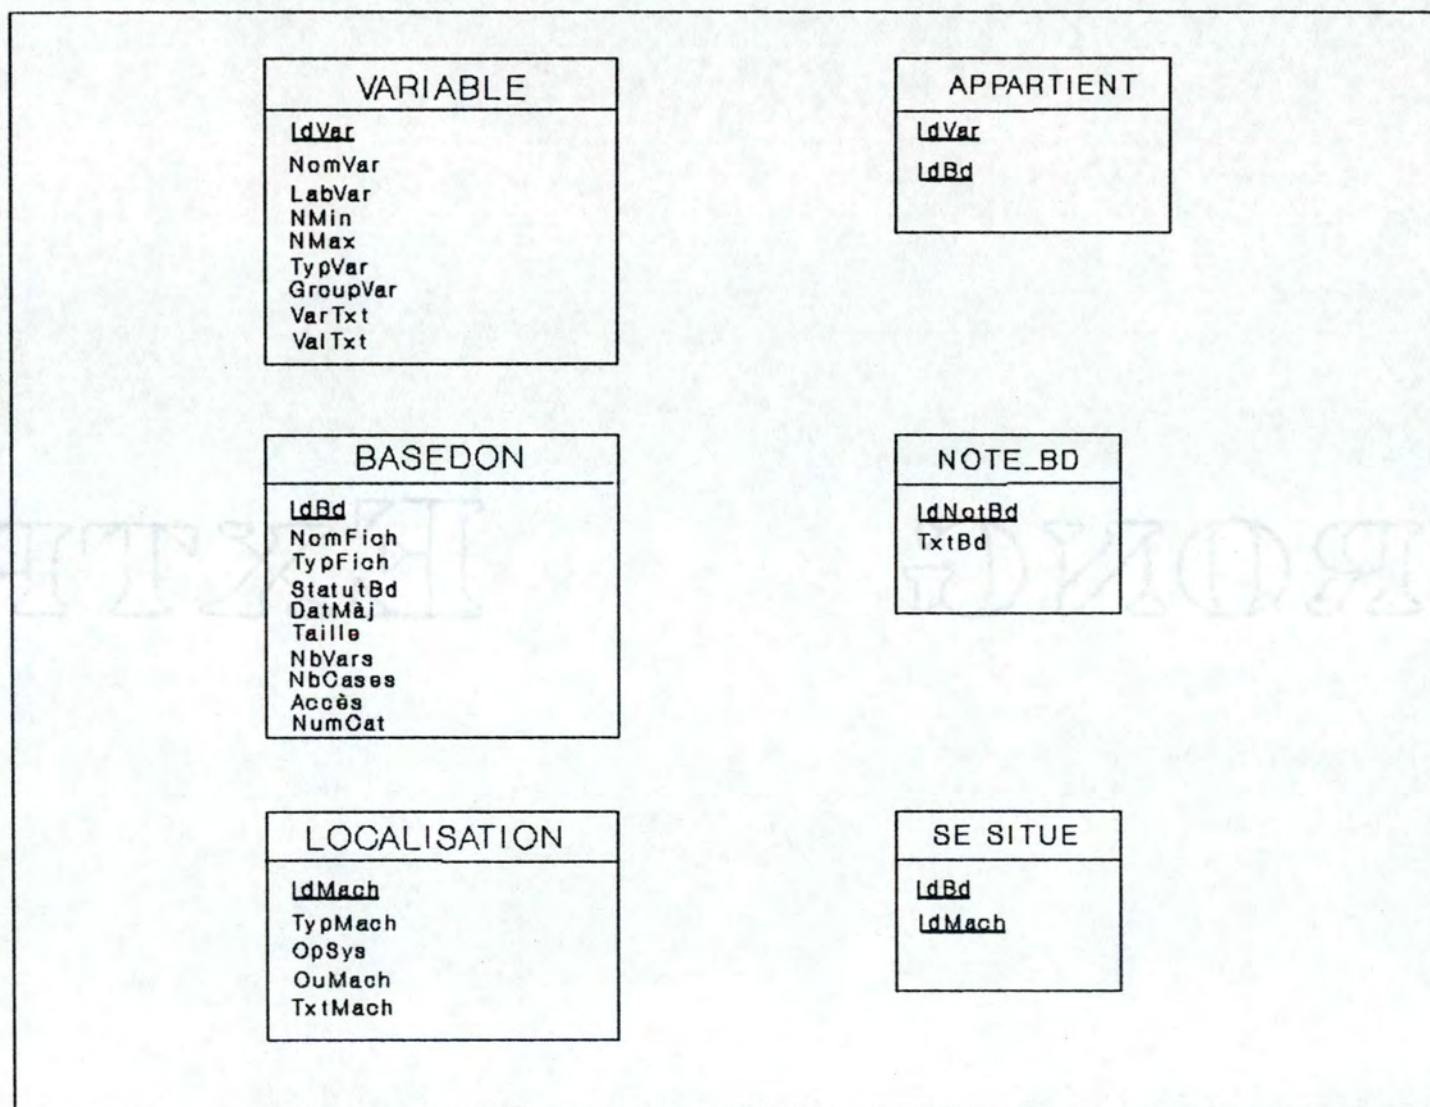 VARIABLE
IdVar
NomVar
LabVar
NMin
NMax
TypVar
GroupVar
VarTxt
ValTxt
APPARTIENT
IdVar
IdBd
BASEDON
IdBd
NomFich
TypFich
StatutBd
DatMàj
Taille
NbVars
NbCases
Accès
NumCat
NOTE_BD
IdNotBd
TxtBd
LOCALISATION
IdMach
TypMach
OpSys
OuMach
TxtMach
SE SITUE
IdBd
IdMach